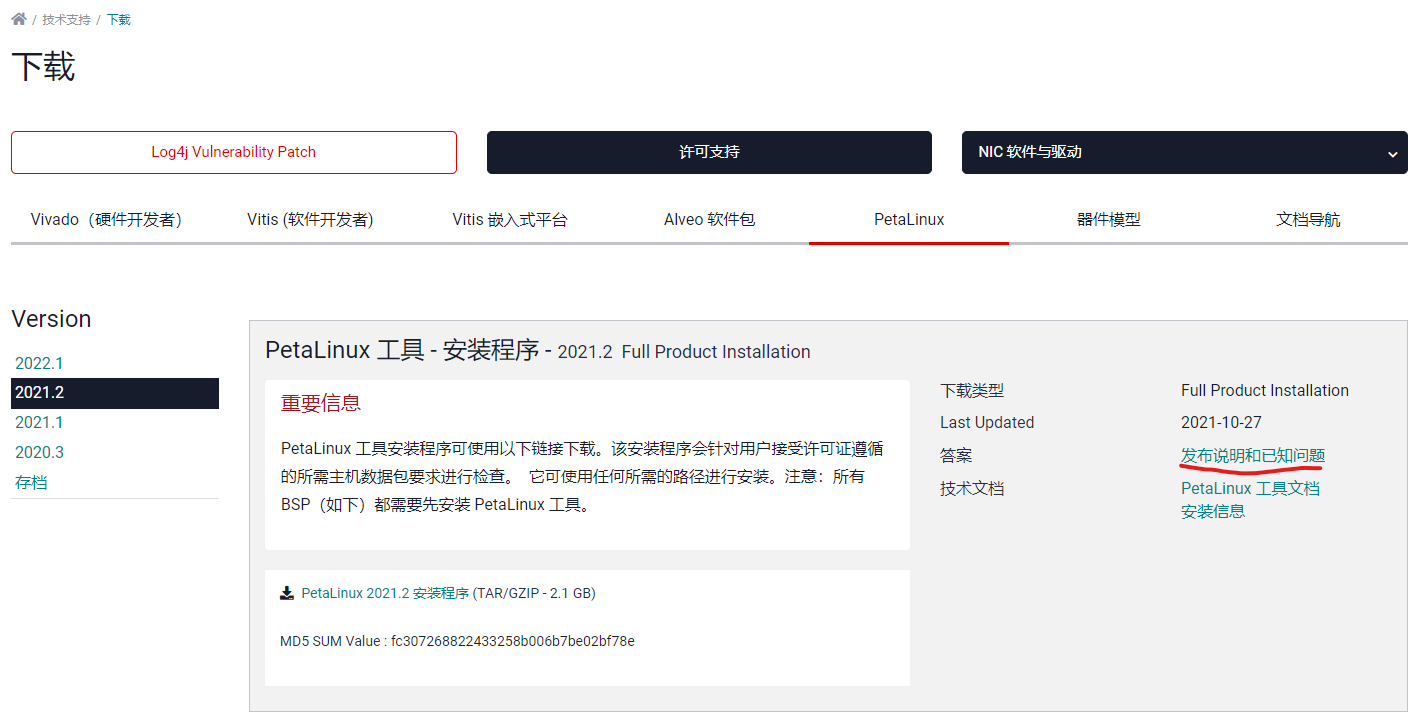 / 技术支持 / 下载
下载
Log4j Vulnerability Patch
许可支持
NIC 软件与驱动
Vivado（硬件开发者）
Vitis (软件开发者)
Vitis 嵌入式平台
Alveo 软件包
PetaLinux
器件模型
文档导航
Version
2022.1
2021.2
2021.1
2020.3
存档
PetaLinux 工具 - 安装程序 - 2021.2 Full Product Installation
重要信息
PetaLinux 工具安装程序可使用以下链接下载。该安装程序会针对用户接受许可证遵循
的所需主机数据包要求进行检查。 它可使用任何所需的路径进行安装。注意：所有
BSP（如下）都需要先安装 PetaLinux 工具。
PetaLinux 2021.2 安装程序 (TAR/GZIP - 2.1 GB)
MD5 SUM Value : fc307268822433258b006b7be02bf78e
下载类型 Full Product Installation
Last Updated 2021-10-27
答案 发布说明和已知问题
技术文档 PetaLinux 工具文档
安装信息